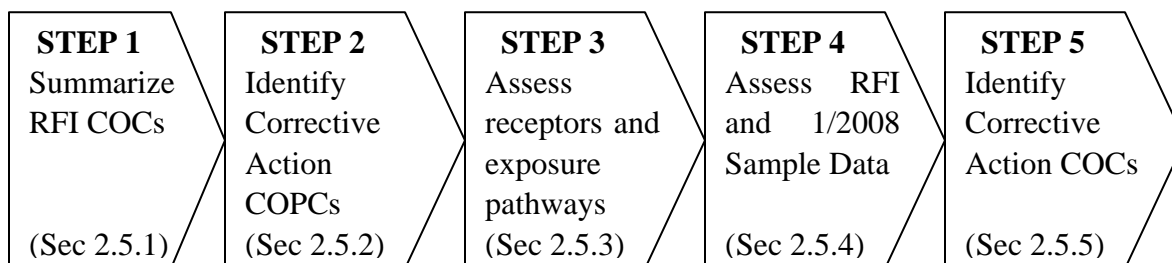 STEP 1
Summarize
RFI COCs
(Sec 2.5.1)
STEP 2
Identify
Corrective
Action
COPCs
(Sec 2.5.2)
STEP 3
Assess
receptors and
exposure
pathways
(Sec 2.5.3)
STEP 4
Assess RFI
and 1/2008
Sample Data
(Sec 2.5.4)
STEP 5
Identify
Corrective
Action COCs
(Sec 2.5.5)